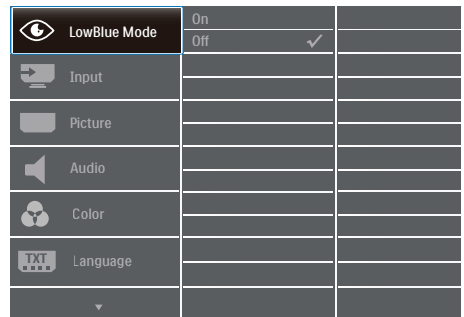 LowBlue Mode
On
Off
Input
Picture
Audio
Color
TXT
Language